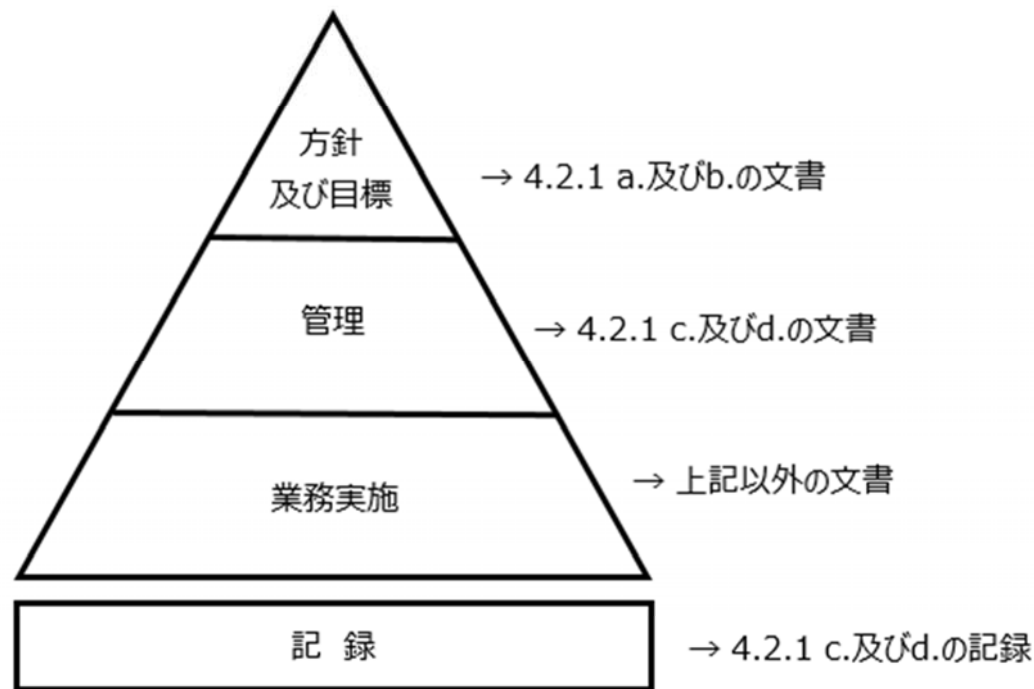 方針
及び目標
→ 4.2.1 a.及びb.の文書
管理
→ 4.2.1 c.及びd.の文書
業務実施
→ 上記以外の文書
記 録
→ 4.2.1 c.及びd.の記録